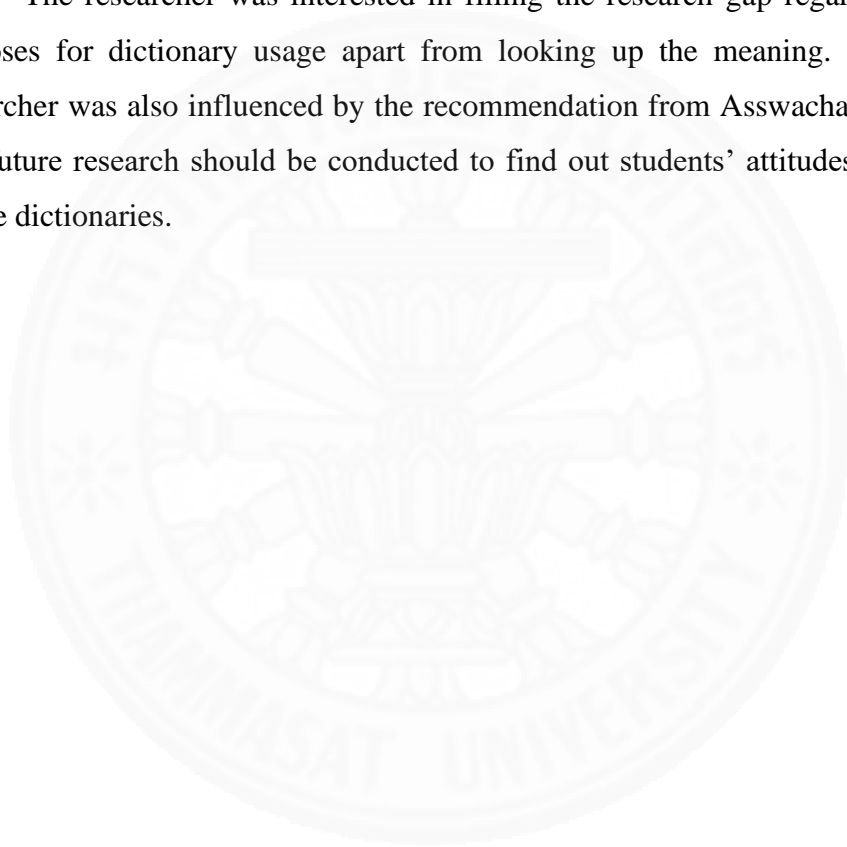 The researcher was interested in filling the research gap regar
oses for dictionary usage apart from looking up the meaning.
rcher was also influenced by the recommendation from Asswacha
uture research should be conducted to find out students’ attitudes
e dictionaries.
THAMMASAT UNIVERSITY